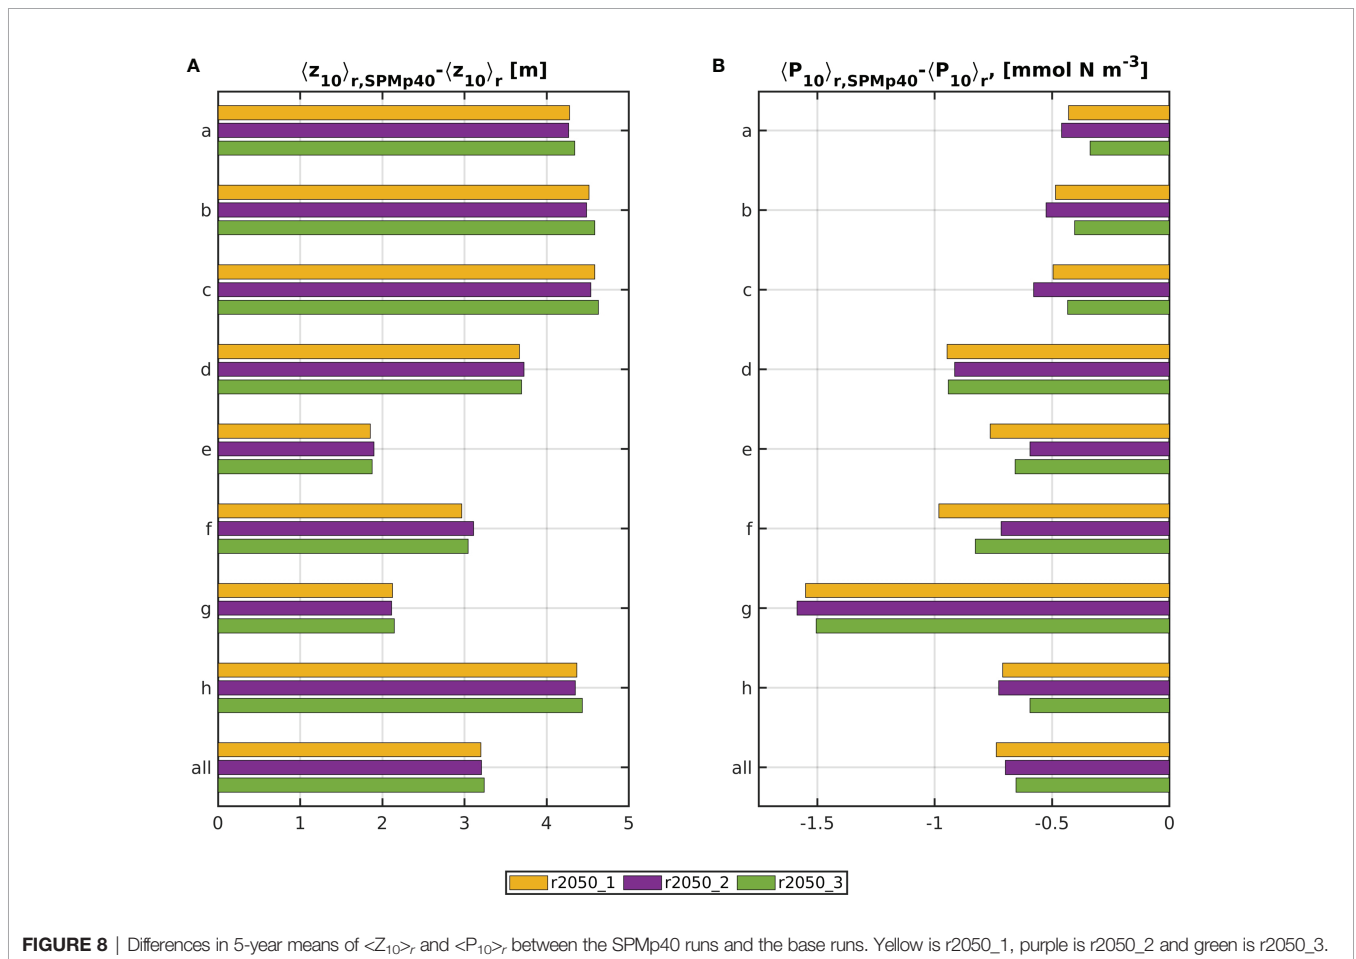 A ⟨z10⟩r,SPMp40-⟨z10⟩r [m]
B ⟨P10⟩r,SPMp40-⟨P10⟩r, [mmol N m-3]
a
b
c
d
e
f
g
h
all
0 1 2 3 4 5
a
b
c
d
e
f
g
h
all
-1.5 -1 -0.5 0
r2050_1 r2050_2 r2050_3
FIGURE 8 | Differences in 5-year means of <Z10>r and <P10>r between the SPMp40 runs and the base runs. Yellow is r2050_1, purple is r2050_2 and green is r2050_3.